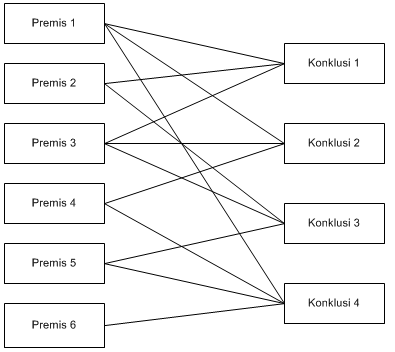 Premis 1
Premis 2
Premis 3
Premis 4
Premis 5
Premis 6
Konklusi 1
Konklusi 2
Konklusi 3
Konklusi 4